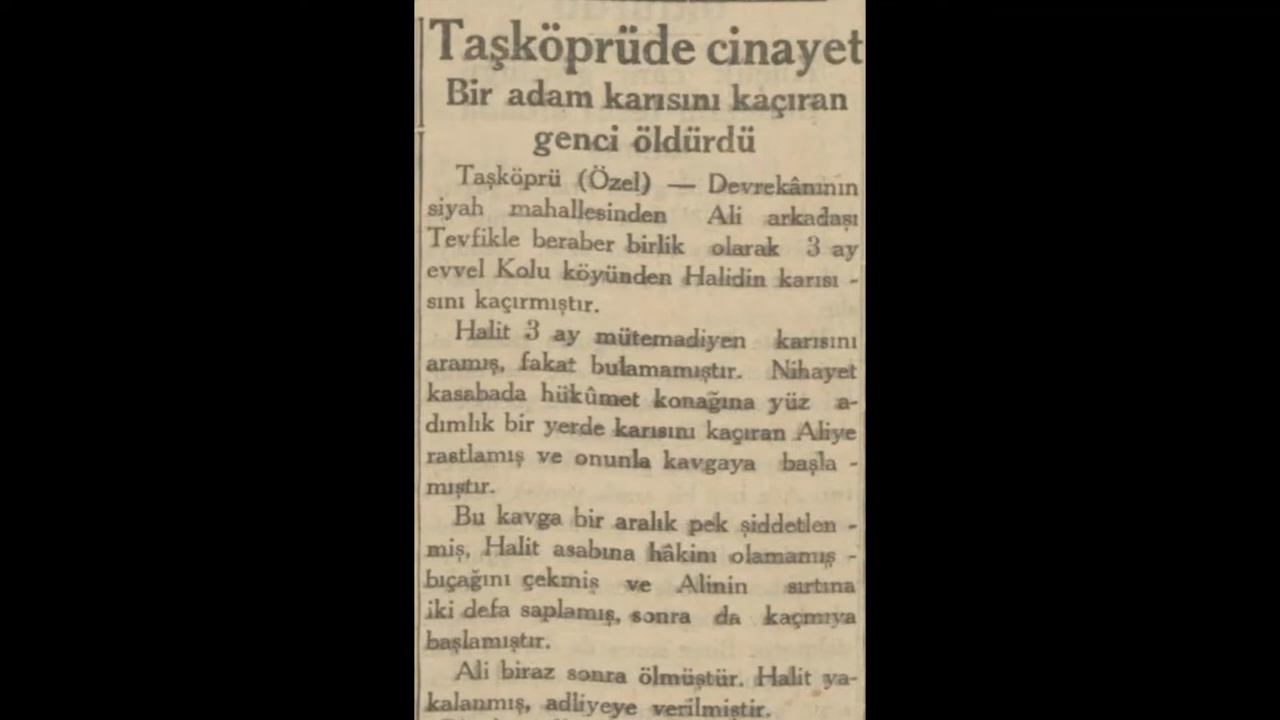 Taşköprüde cinayet
Bir adam karısını kaçıran
genci öldürdü
Taşköprü (Özel) — Devrekâninin
siyah mahallesinden Ali arkadaşı
Tevfikle beraber birlik olarak 3 ay
evvel Kolu köyünden Halidin karısı -
sını kaçırmıştır.
Halit 3 ay mütemadiyen karısını
aramış, fakat bulamamıştır. Nihayet
kasabada hükûmet konağına yüz a-
dımlık bir yerde karısını kaçıran Aliye
rastlamış ve onunla kavgaya başla -
mıştır.
Bu kavga bir aralık pek şiddetlen -
miş, Halit asabına hâkim olamamış -
bıçağını çekmiş ve Alinin sırtına
iki defa saplamış, sonra da kaçmıya
başlamıştır.
Ali biraz sonra ölmüştür. Halit ya-
kalanmış, adliyeye verilmiştir.